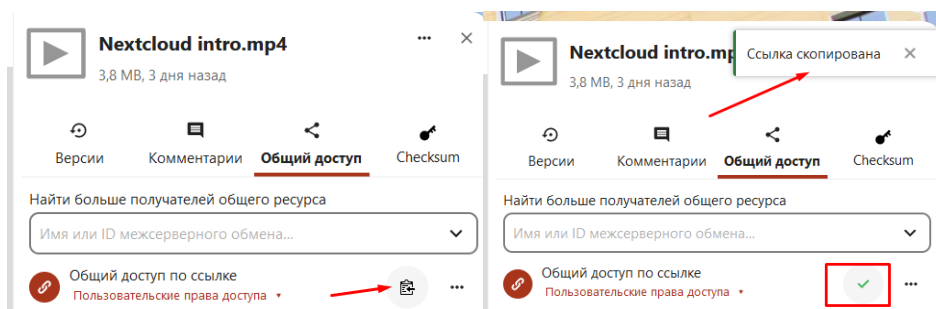 Nextcloud intro.mp4
3,8 MB, 3 дня назад
Версии Комментарии Общий доступ Checksum
Найти больше получателей общего ресурса
Имя или ID межсерверного обмена...
Общий доступ по ссылке
Пользовательские права доступа
Nextcloud intro.mp
Ссылка скопирована
3,8 MB, 3 дня назад
Версии Комментарии Общий доступ Checksum
Найти больше получателей общего ресурса
Имя или ID межсерверного обмена...
Общий доступ по ссылке
Пользовательские права доступа